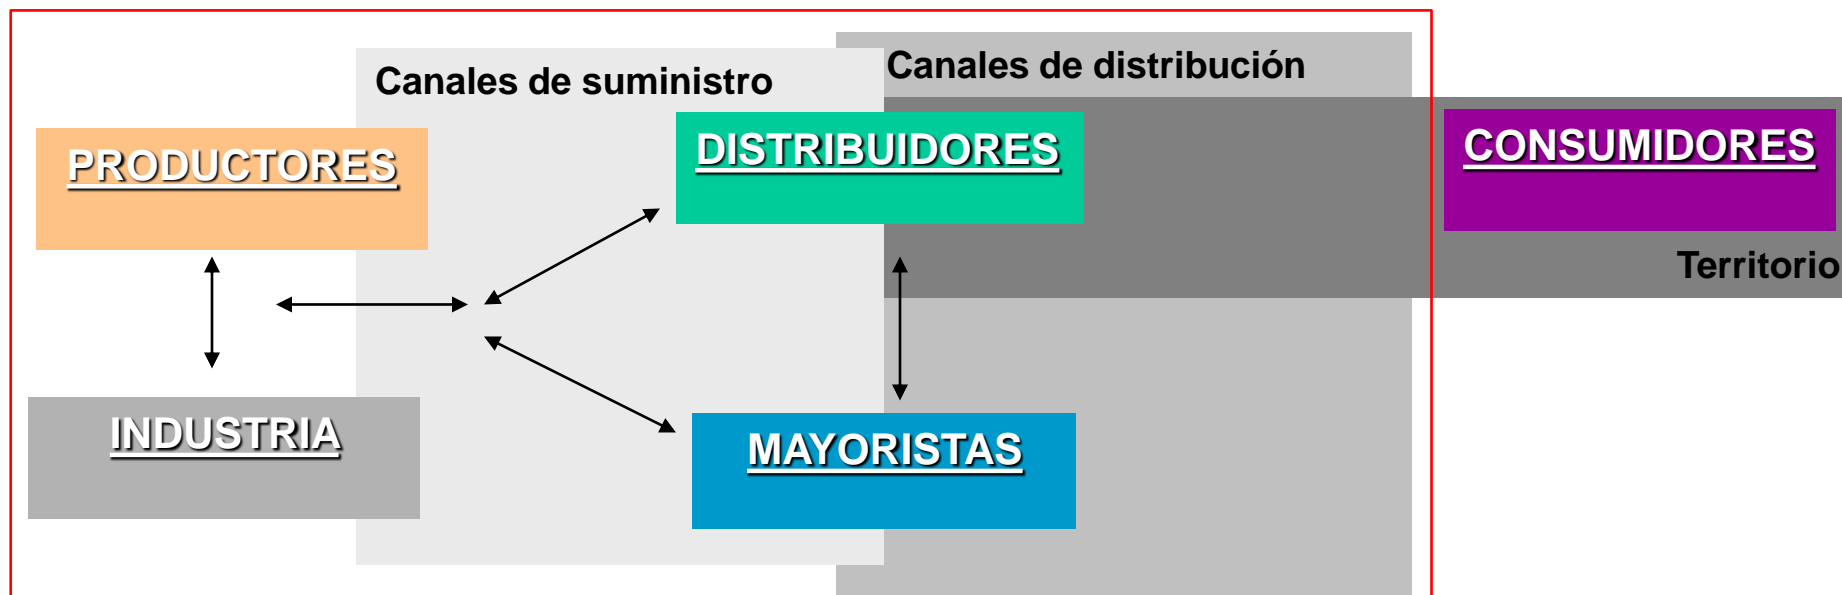 Canales de suministro
Canales de distribución
PRODUCTORES
DISTRIBUIDORES
CONSUMIDORES
Territorio
INDUSTRIA
MAYORISTAS